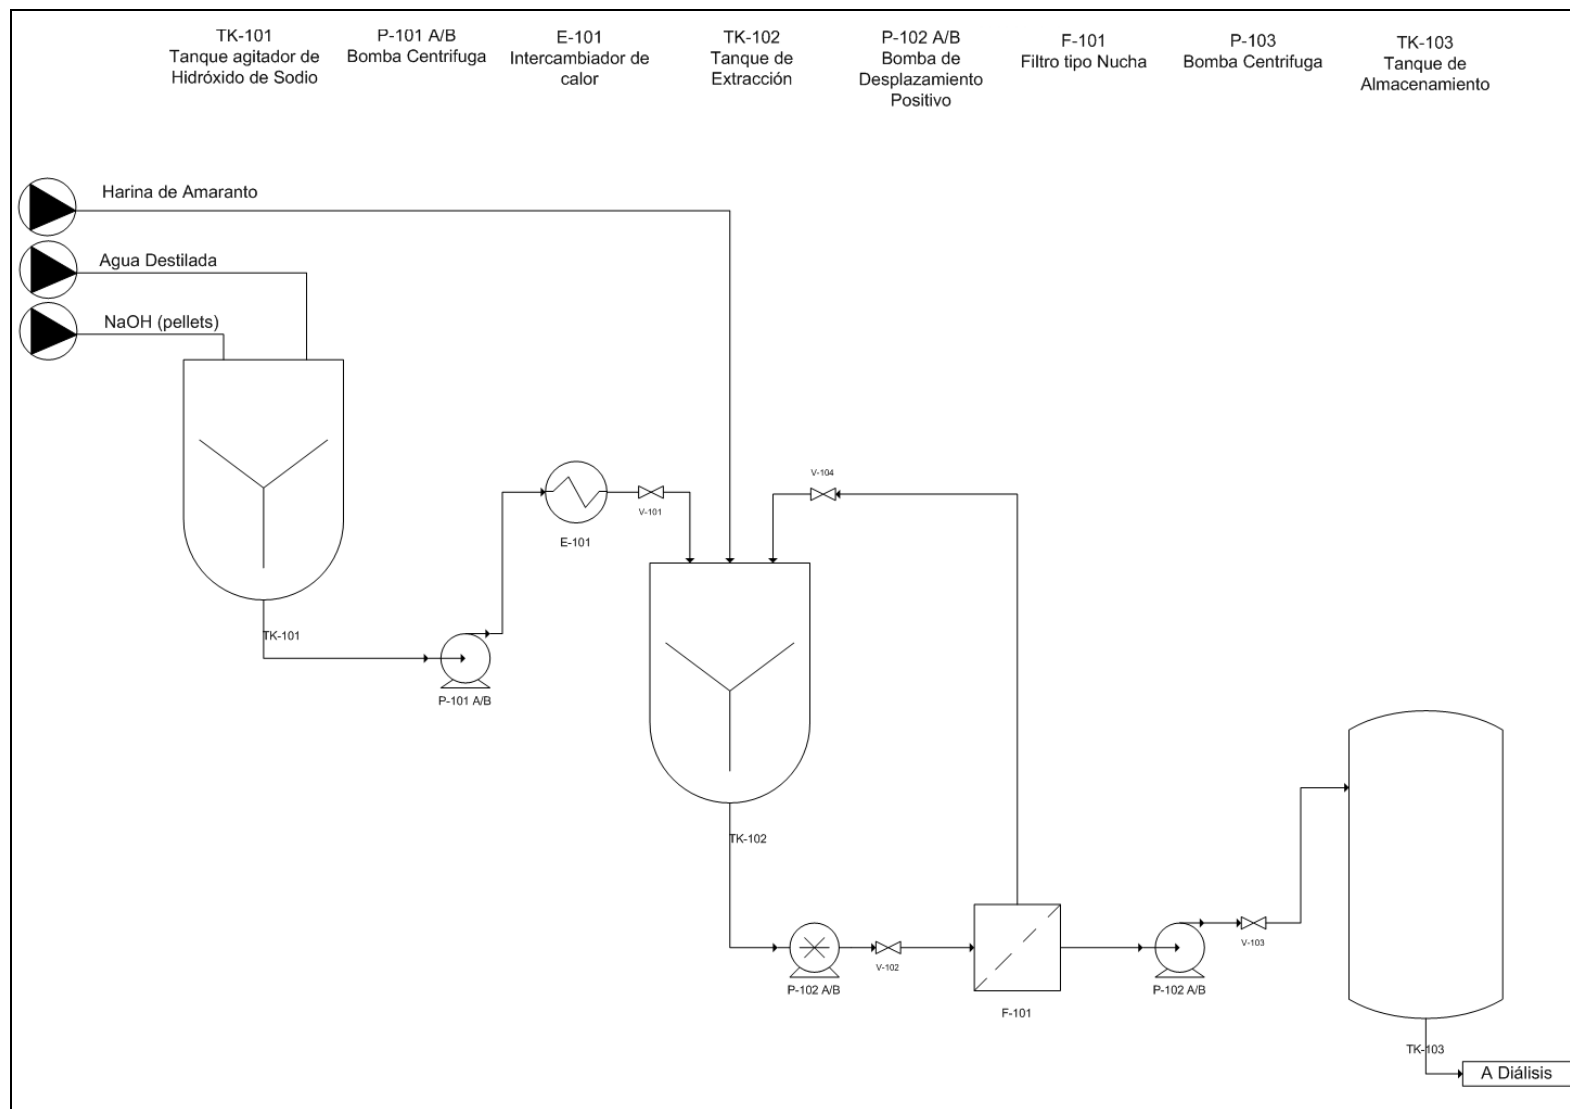 TK-101
Tanque agitador de
Hidróxido de Sodio
P-101 A/B
Bomba Centrifuga
E-101
Intercambiador de
calor
TK-102
Tanque de
Extracción
P-102 A/B
Bomba de
Desplazamiento
Positivo
F-101
Filtro tipo Nucha
P-103
Bomba Centrifuga
TK-103
Tanque de
Almacenamiento
Harina de Amaranto
Agua Destilada
NaOH (pellets)
V-104
V-101
E-101
TK-101
P-101 A/B
TK-102
V-102
V-103
P-102 A/B
F-101
P-102 A/B
TK-103
A Diálisis